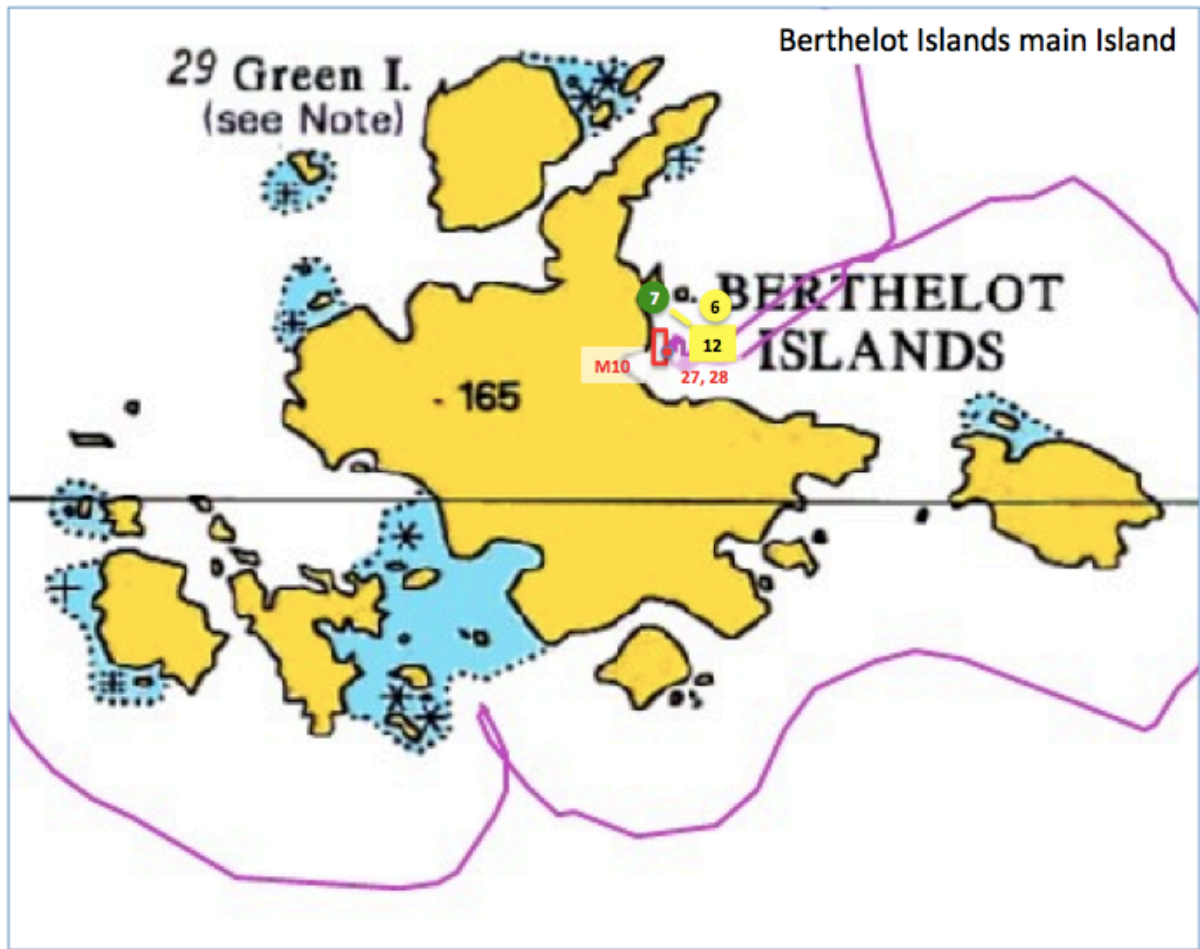 Berthelot Islands main Island
29 Green I.
(see Note)
BERTHELOT
ISLANDS
7
6
12
M10
27, 28
165